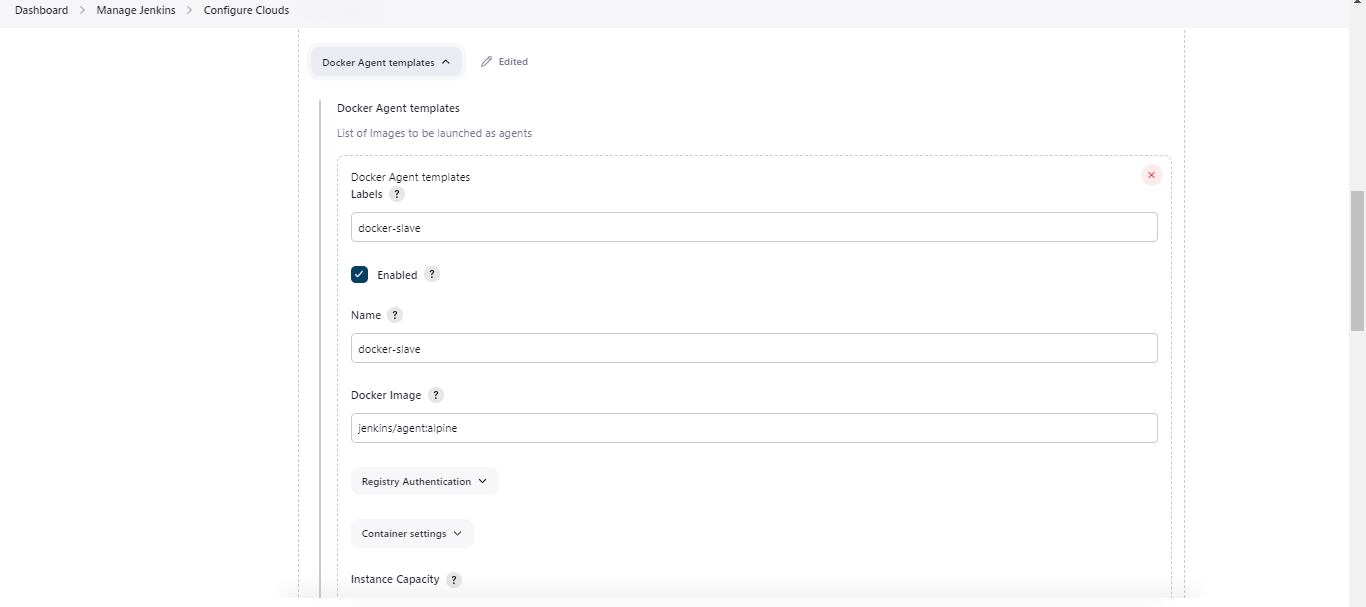 Dashboard > Manage Jenkins > Configure Clouds
Docker Agent templates Edited
Docker Agent templates
List of Images to be launched as agents
Docker Agent templates
Labels ?
docker-slave
Enabled ?
Name ?
docker-slave
Docker Image ?
jenkins/agent:alpine
Registry Authentication
Container settings
Instance Capacity ?